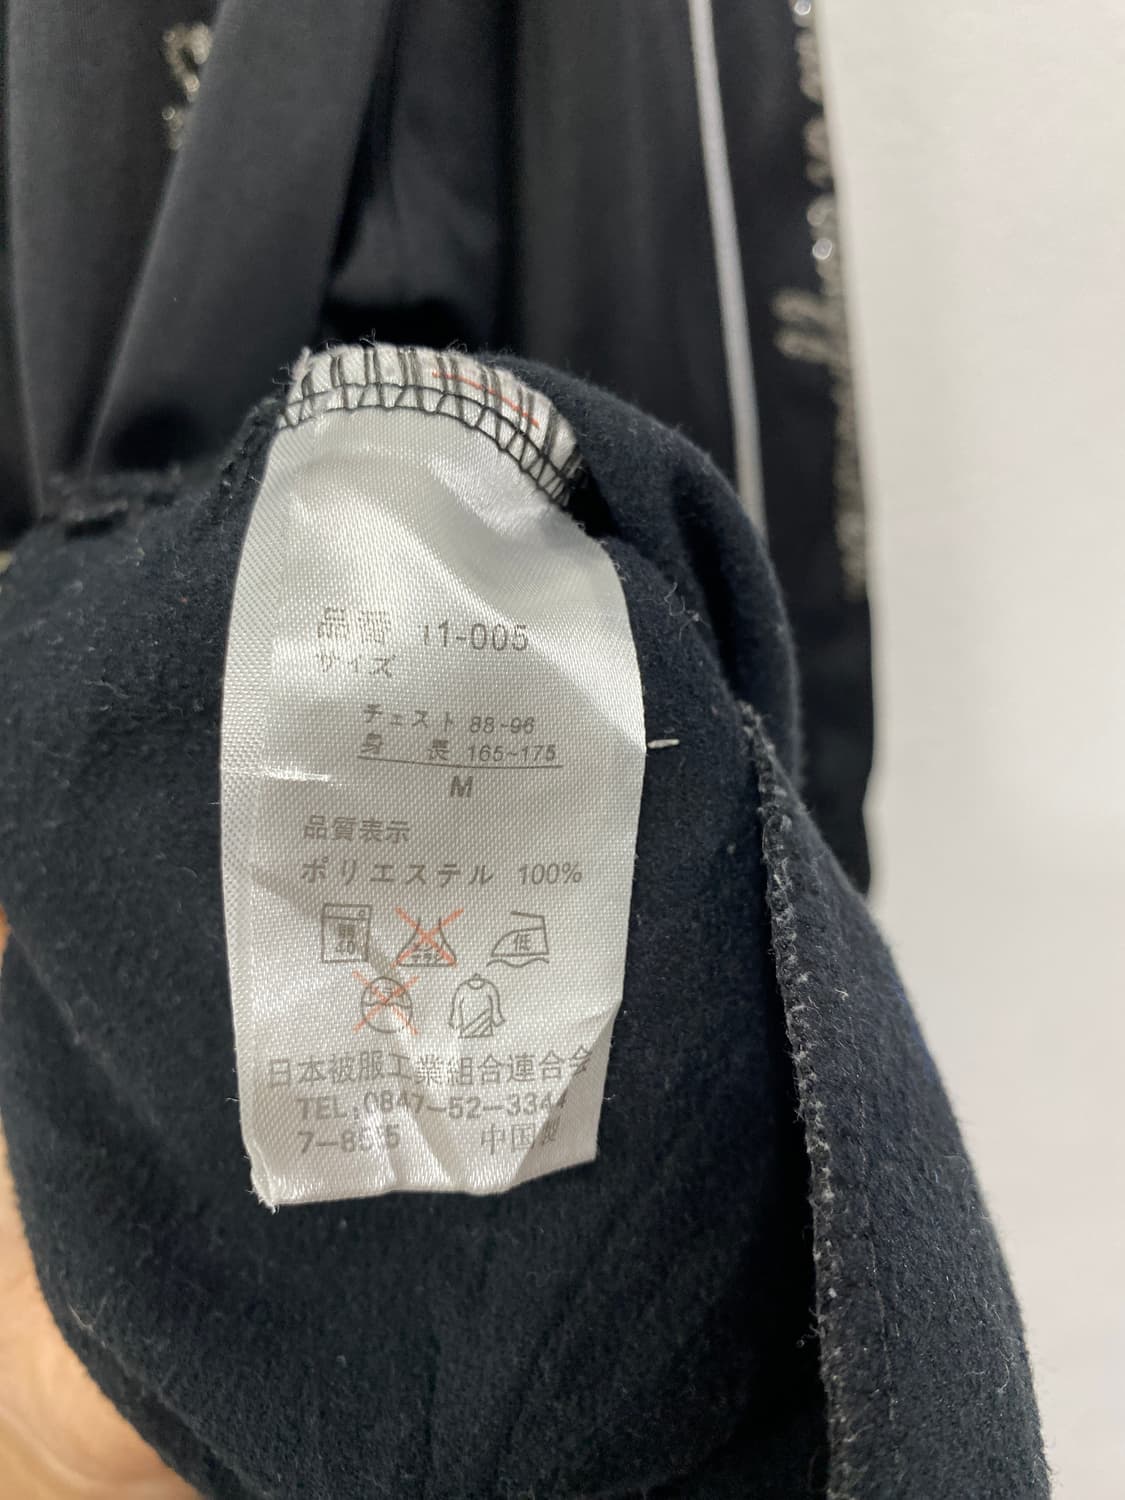 品番 11-005
サイズ
チェスト 88-96
身 長 165~175
M
品質表示
ポリエステル 100%
40
低
日本被服工業組合連合会
TEL.0847-52-3344
中国製